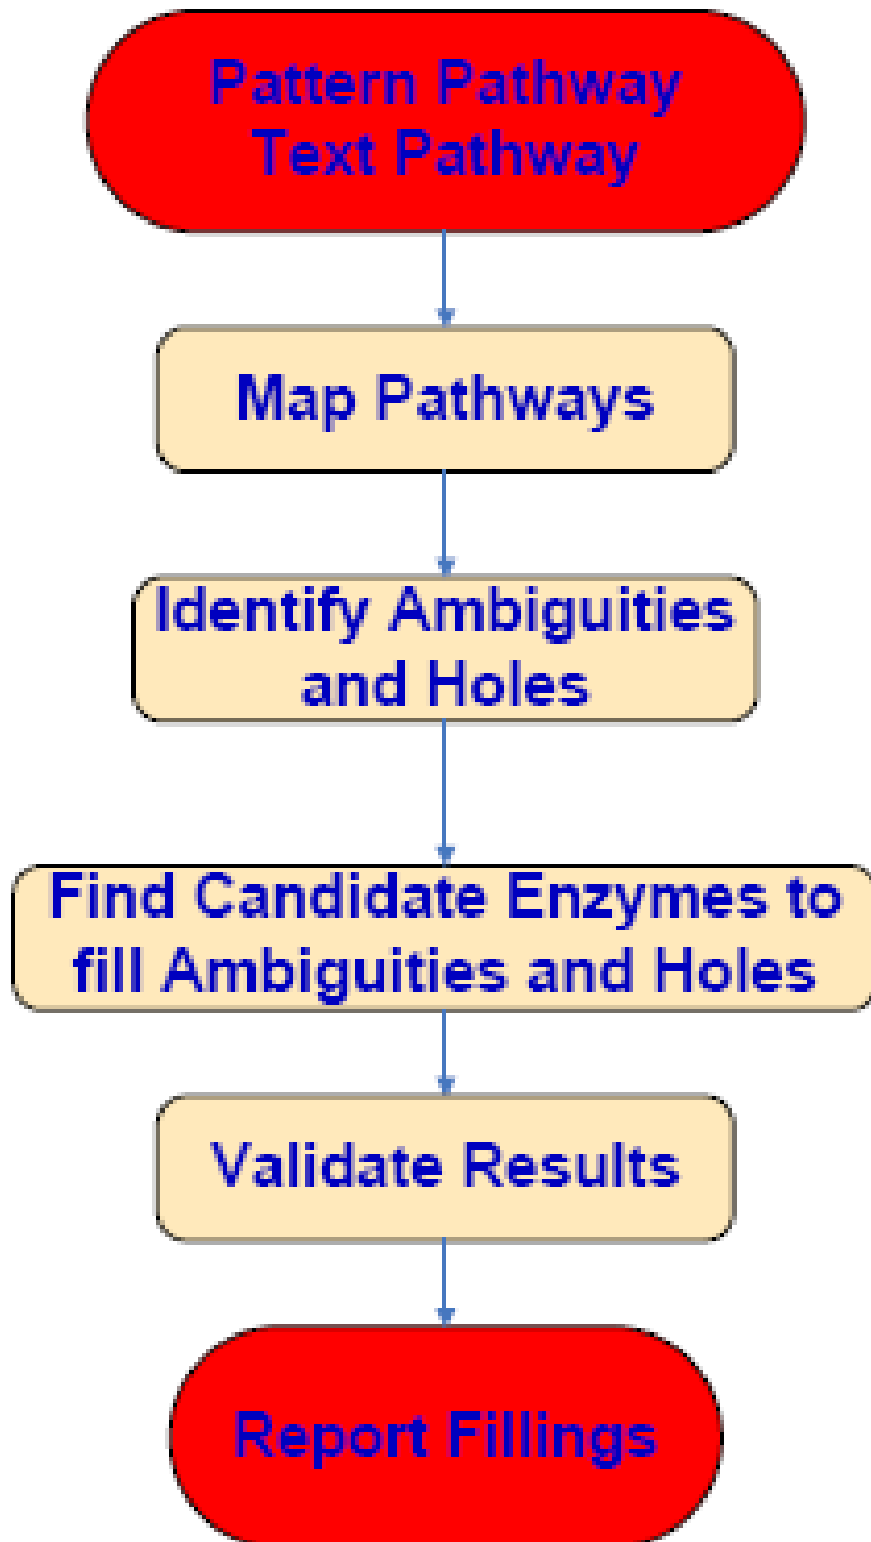 Pattern Pathway
Text Pathway
Map Pathways
Identify Ambiguities
and Holes
Find Candidate Enzymes to
fill Ambiguities and Holes
Validate Results
Report Fillings